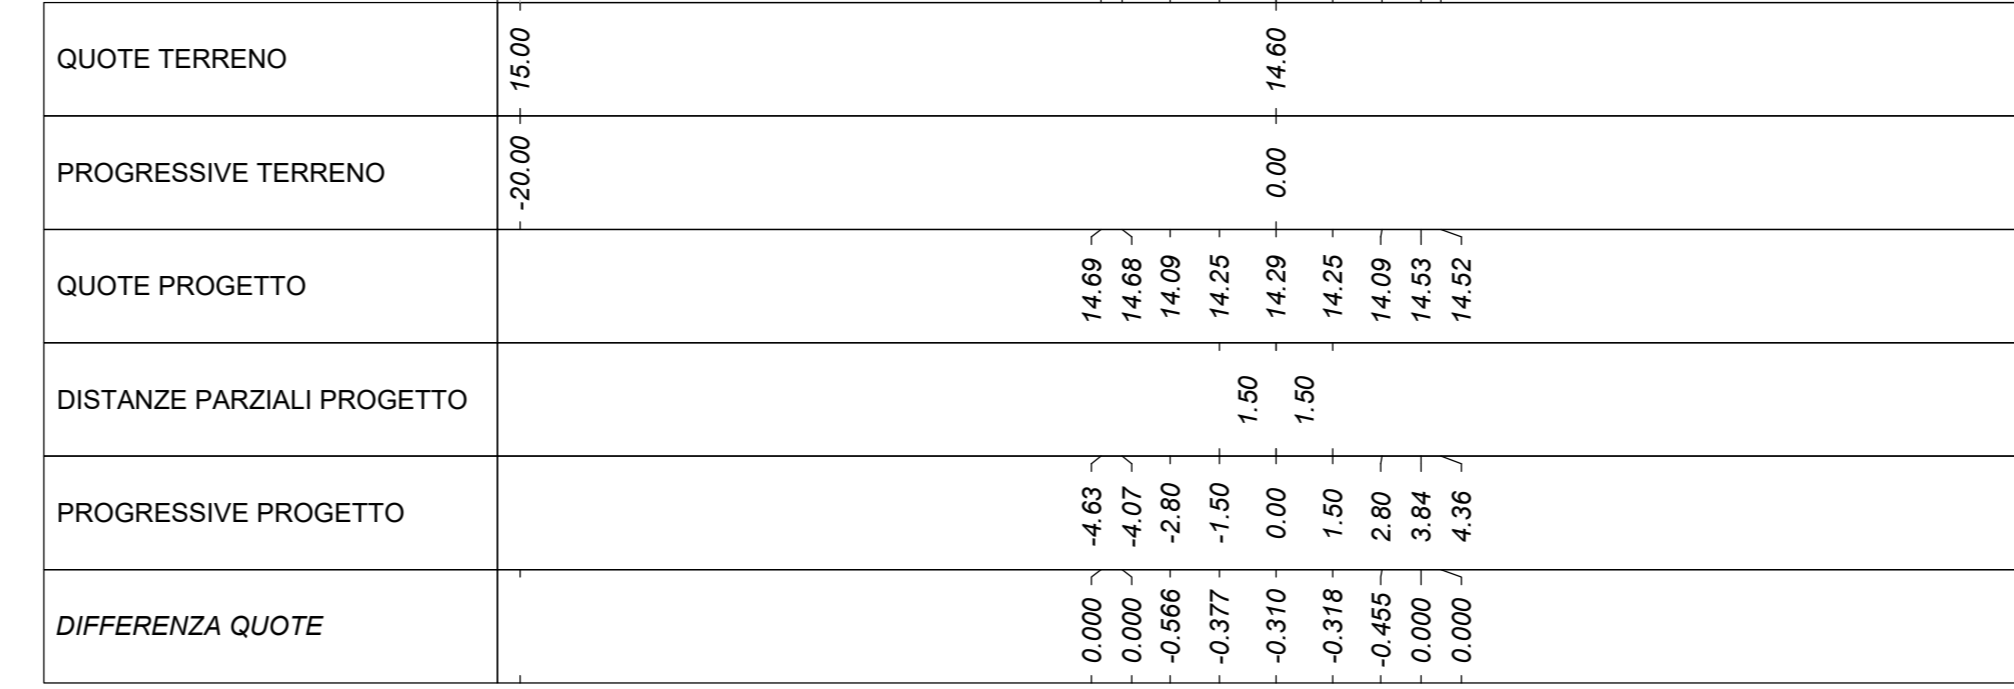 QUOTE TERRENO 15.00 14.60
PROGRESSIVE TERRENO -20.00 0.00
QUOTE PROGETTO 14.69 14.68 14.09 14.25 14.29 14.25 14.09 14.53 14.52
DISTANZE PARZIALI PROGETTO 1.50 1.50
PROGRESSIVE PROGETTO -4.63 -4.07 -2.80 -1.50 0.00 1.50 2.80 3.84 4.36
DIFFERENZA QUOTE 0.000 0.000 -0.566 -0.377 -0.310 -0.318 -0.455 0.000 0.000